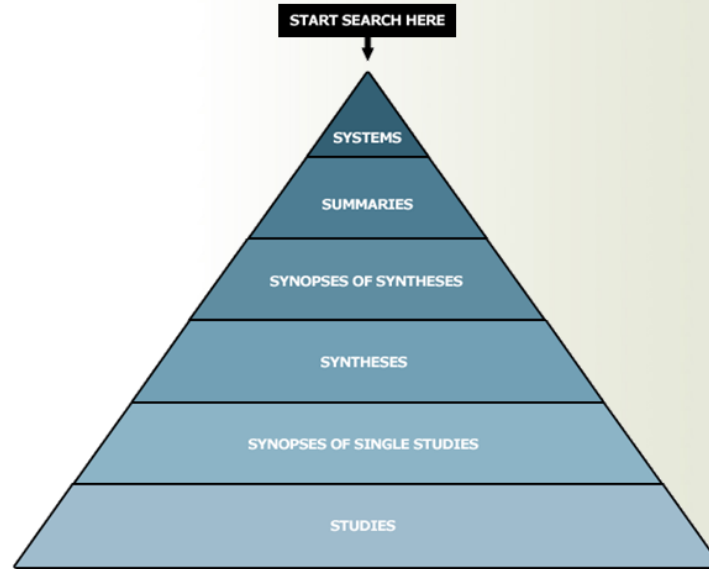 START SEARCH HERE
SYSTEMS
SUMMARIES
SYNOPSES OF SYNTHESES
SYNTHESES
SYNOPSES OF SINGLE STUDIES
STUDIES